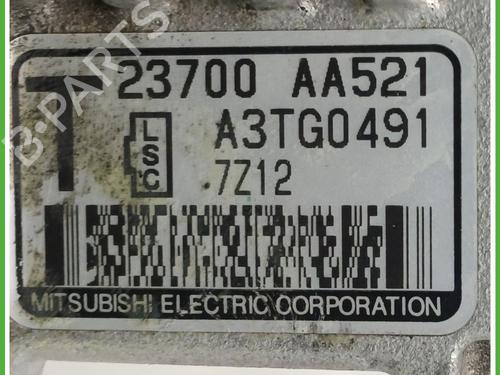 T 23700 AA521
LSC A3TG0491
7Z12
MITSUBISHI ELECTRIC CORPORATION
B-PARTS